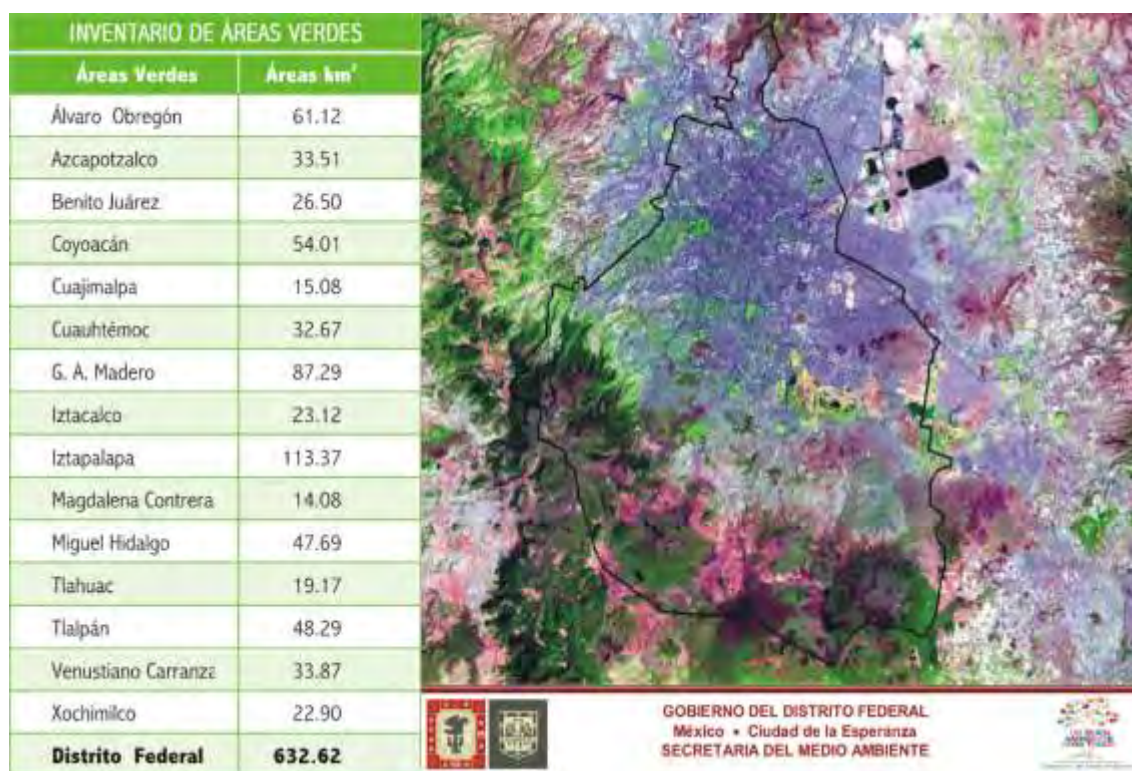 INVENTARIO DE ÁREAS VERDES
Áreas Verdes Áreas km²
Álvaro Obregón 61.12
Azcapotzalco 33.51
Benito Juárez 26.50
Coyoacán 54.01
Cuajimalpa 15.08
Cuauhtémoc 32.67
G. A. Madero 87.29
Iztacalco 23.12
Iztapalapa 113.37
Magdalena Contrera 14.08
Miguel Hidalgo 47.69
Tlahuac 19.17
Tlalpán 48.29
Venustiano Carranza 33.87
Xochimilco 22.90
Distrito Federal 632.62
GOBIERNO DEL DISTRITO FEDERAL
México • Ciudad de la Esperanza
SECRETARIA DEL MEDIO AMBIENTE